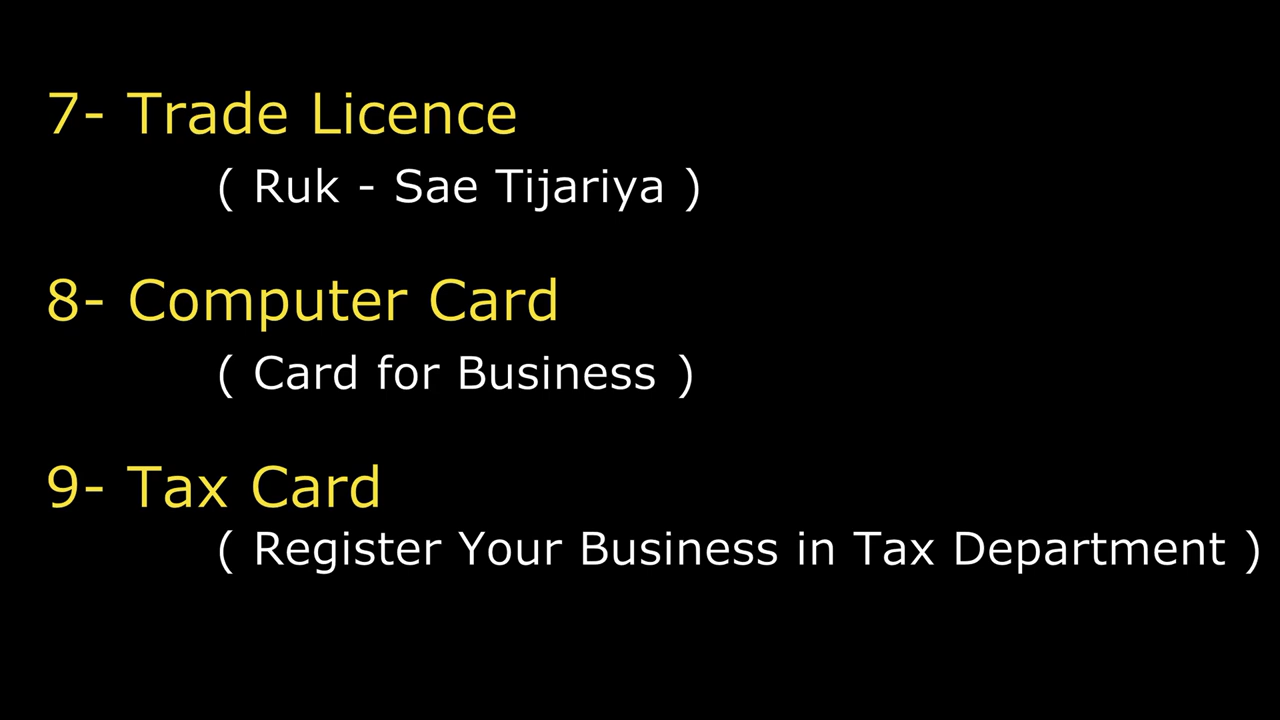 7- Trade Licence
( Ruk - Sae Tijariya )
8- Computer Card
( Card for Business )
9- Tax Card
( Register Your Business in Tax Department )